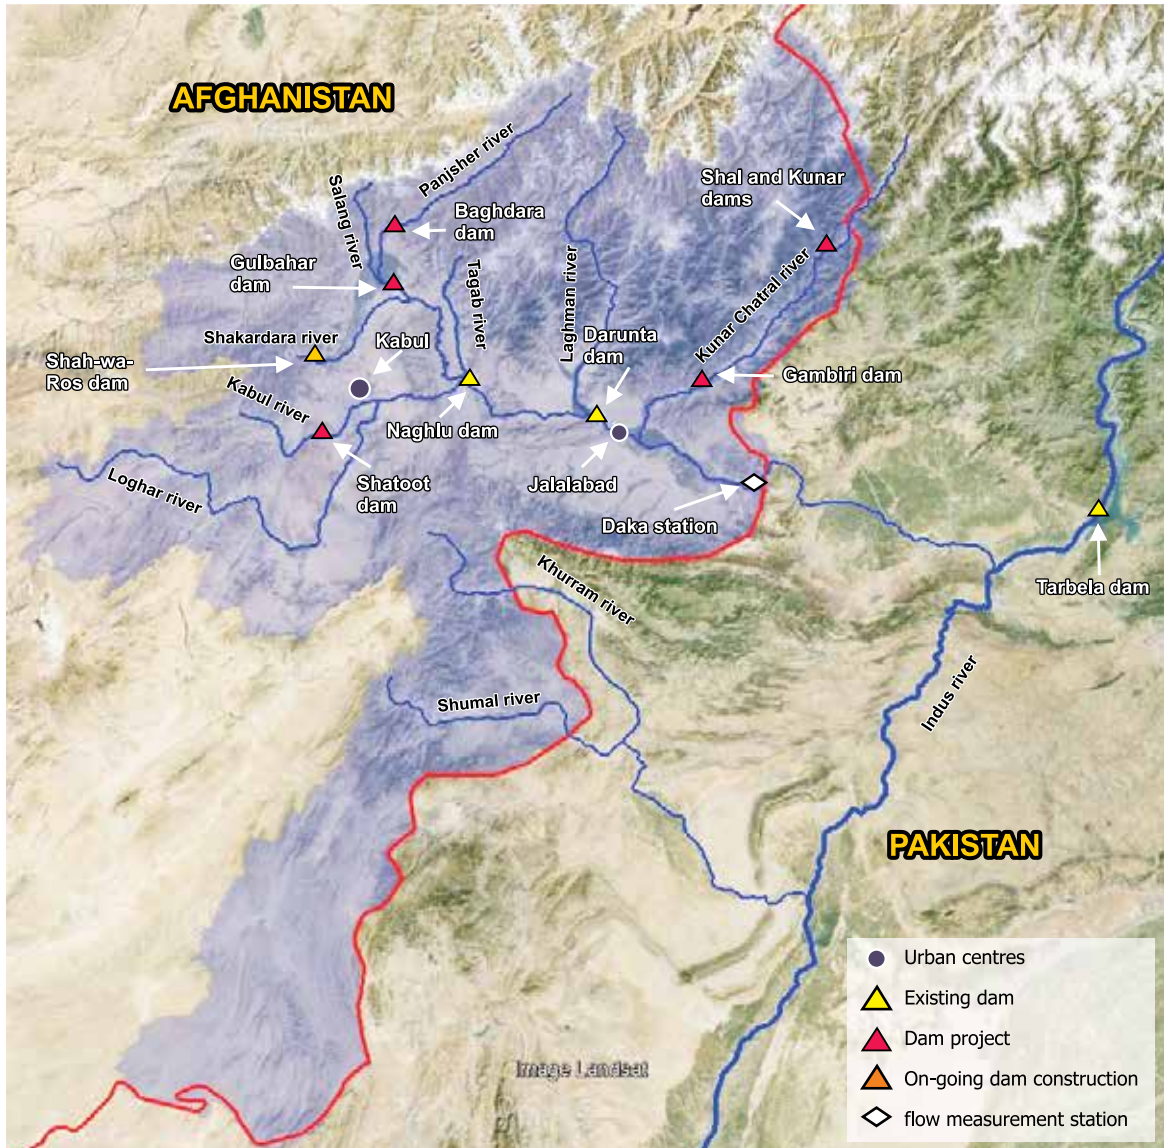 AFGHANISTAN
Panjsher river
Salang river
Baghdara
dam
Shal and Kunar
dams
Gulbahar
dam
Tagab river
Laghman river
Kunar Chatral river
Shakardara river
Kabul
Darunta
dam
Shah-wa-
Ros dam
Gambiri dam
Kabul river
Naghlu dam
Loghar river
Shatoot
dam
Jalalabad
Daka station
Tarbela dam
Khurram river
Shumal river
Indus river
PAKISTAN
Urban centres
Existing dam
Dam project
On-going dam construction
flow measurement station
Image Landsat